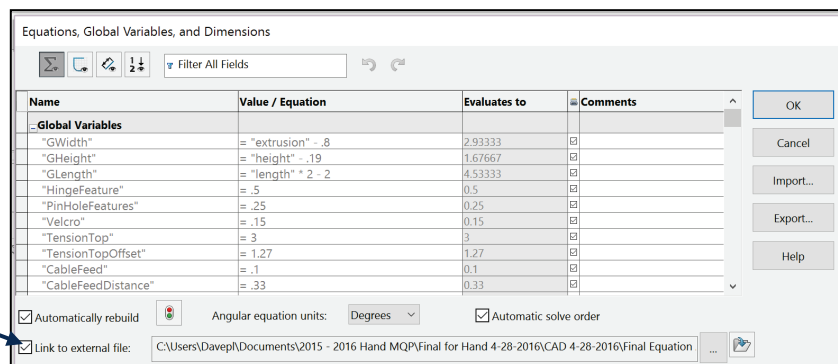 Equations, Global Variables, and Dimensions
Filter All Fields
Name Value / Equation Evaluates to Comments
Global Variables
"GWidth" = "extrusion" - .8 2.93333
"GHeight" = "height" - .19 1.67667
"GLength" = "length" * 2 - 2 4.53333
"HingeFeature" = .5 0.5
"PinHoleFeatures" = .25 0.25
"Velcro" = .15 0.15
"TensionTop" = 3 3
"TensionTopOffset" = 1.27 1.27
"CableFeed" = .1 0.1
"CableFeedDistance" = .33 0.33
OK
Cancel
Import...
Export...
Help
Automatically rebuild Angular equation units: Degrees Automatic solve order
Link to external file: C:\Users\Davepl\Documents\2015 - 2016 Hand MQP\Final for Hand 4-28-2016\CAD 4-28-2016\Final Equation ...